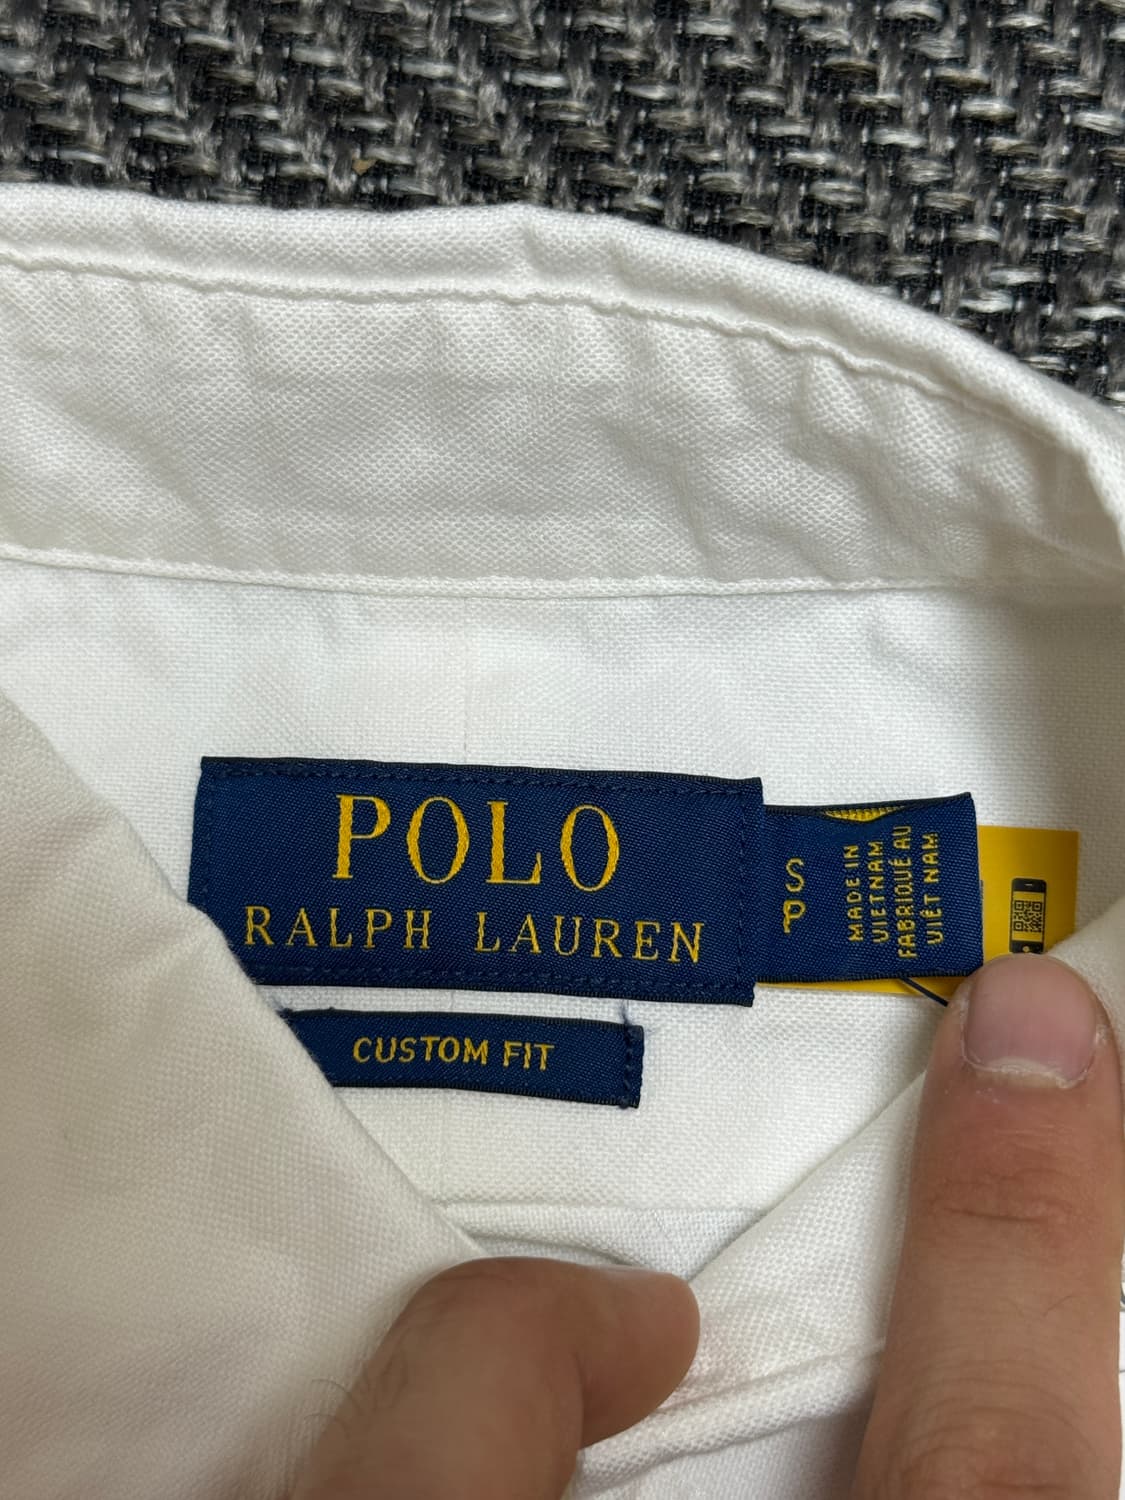 POLO
RALPH LAUREN
CUSTOM FIT
S
P
MADE IN
VIETNAM
FABRIQUÉ AU
VIÊT NAM